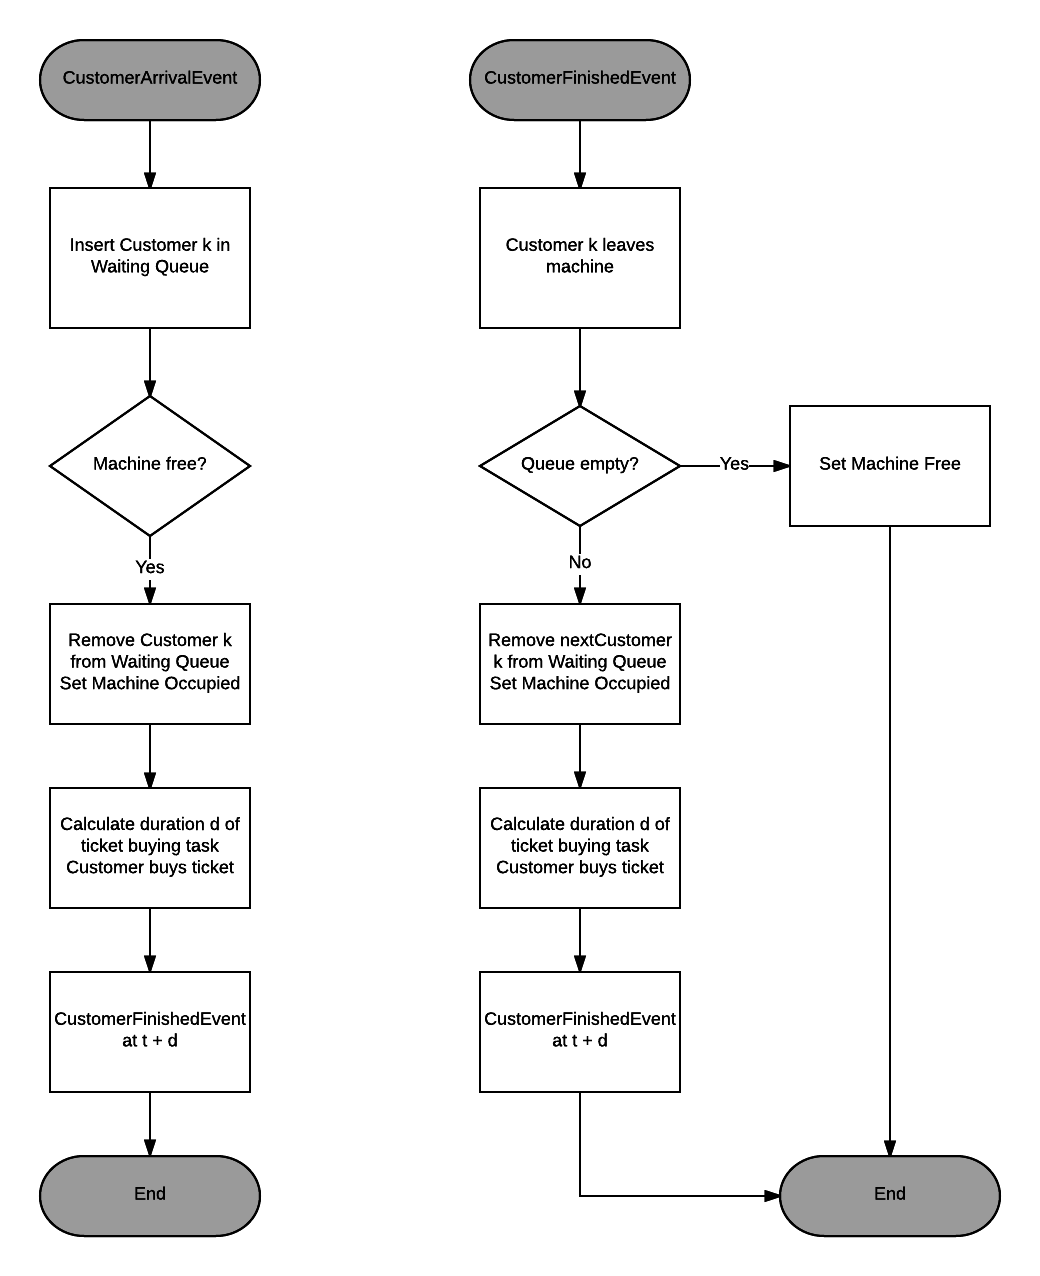 CustomerArrivalEvent
Insert Customer k in
Waiting Queue
Machine free?
Yes
Remove Customer k
from Waiting Queue
Set Machine Occupied
Calculate duration d of
ticket buying task
Customer buys ticket
CustomerFinishedEvent
at t + d
End
CustomerFinishedEvent
Customer k leaves
machine
Queue empty?
Yes
Set Machine Free
No
Remove nextCustomer
k from Waiting Queue
Set Machine Occupied
Calculate duration d of
ticket buying task
Customer buys ticket
CustomerFinishedEvent
at t + d
End